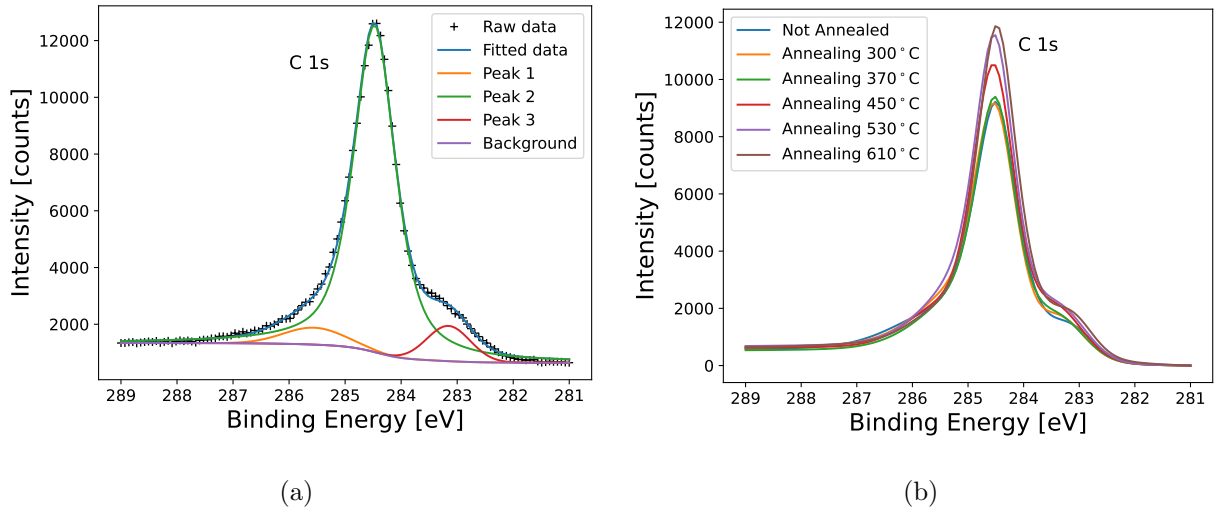 C 1s
Raw data
Fitted data
Peak 1
Peak 2
Peak 3
Background
Intensity [counts]
12000
10000
8000
6000
4000
2000
289 288 287 286 285 284 283 282 281
Binding Energy [eV]
(a)
Not Annealed
Annealing 300°C
Annealing 370°C
Annealing 450°C
Annealing 530°C
Annealing 610°C
C 1s
Intensity [counts]
12000
10000
8000
6000
4000
2000
0
289 288 287 286 285 284 283 282 281
Binding Energy [eV]
(b)